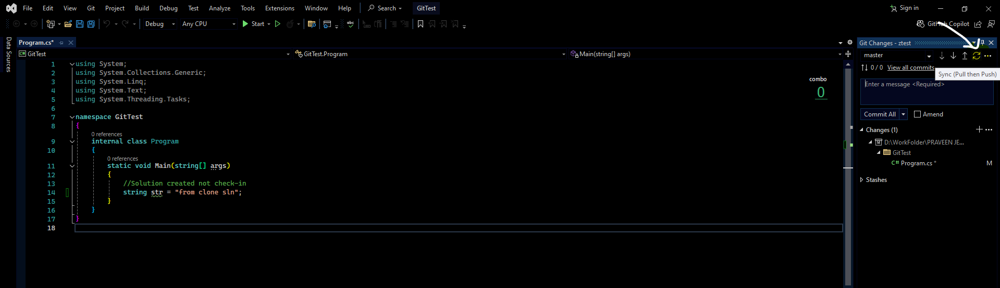 File Edit View Git Project Build Debug Test Analyze Tools Extensions Window Help Search GitTest Sign in
Debug Any CPU Start GitHub Copilot
Data Sources
Program.cs* Git Changes - ztest
GitTest GitTest.Program Main(string[] args) master
0 / 0 View all commits
Sync (Pull then Push)
Enter a message <Required>
Commit All Amend
Changes (1)
D:\WorkFolder\PRAVEEN JE...
GitTest
C# Program.cs * M
Stashes
combo
0
1 using System;
2 using System.Collections.Generic;
3 using System.Linq;
4 using System.Text;
5 using System.Threading.Tasks;
6
7 namespace GitTest
8 {
0 references
9 internal class Program
10 {
0 references
11 static void Main(string[] args)
12 {
13 //Solution created not check-in
14 string str = "from clone sln";
15 }
16 }
17 }
18